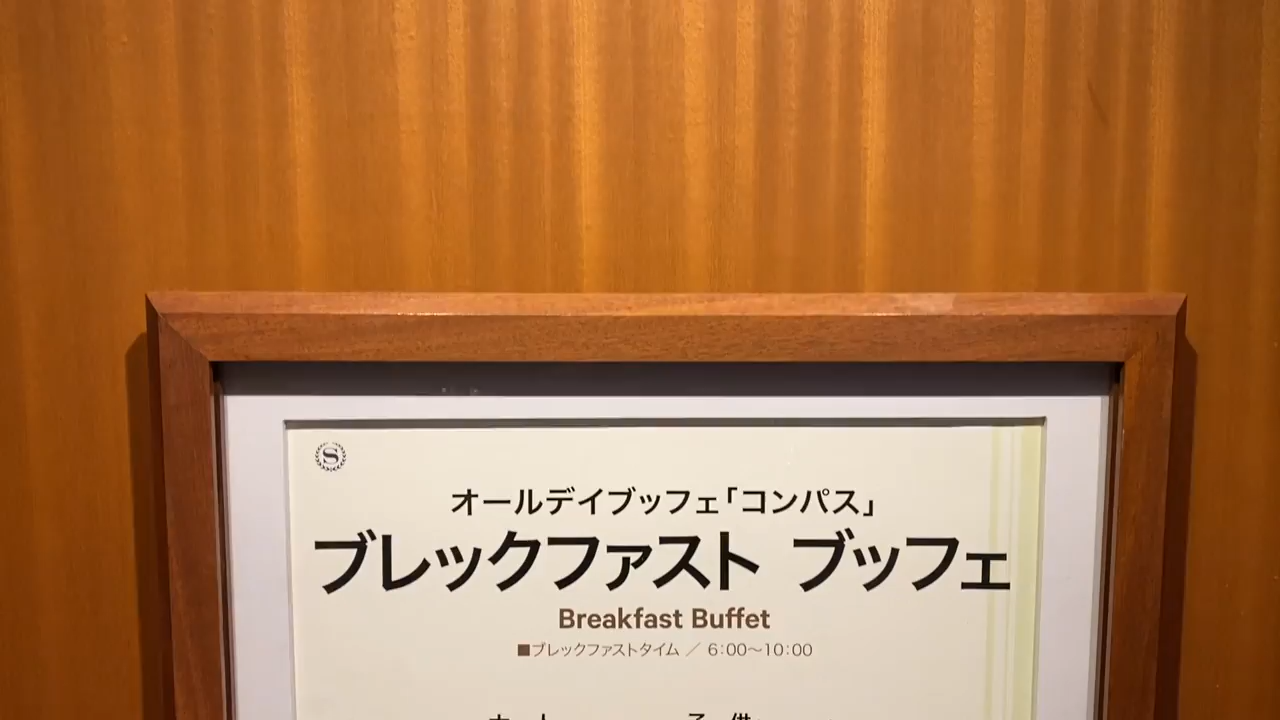 S
オールデイブッフェ「コンパス」
ブレックファスト ブッフェ
Breakfast Buffet
■ブレックファストタイム ／ 6:00〜10:00